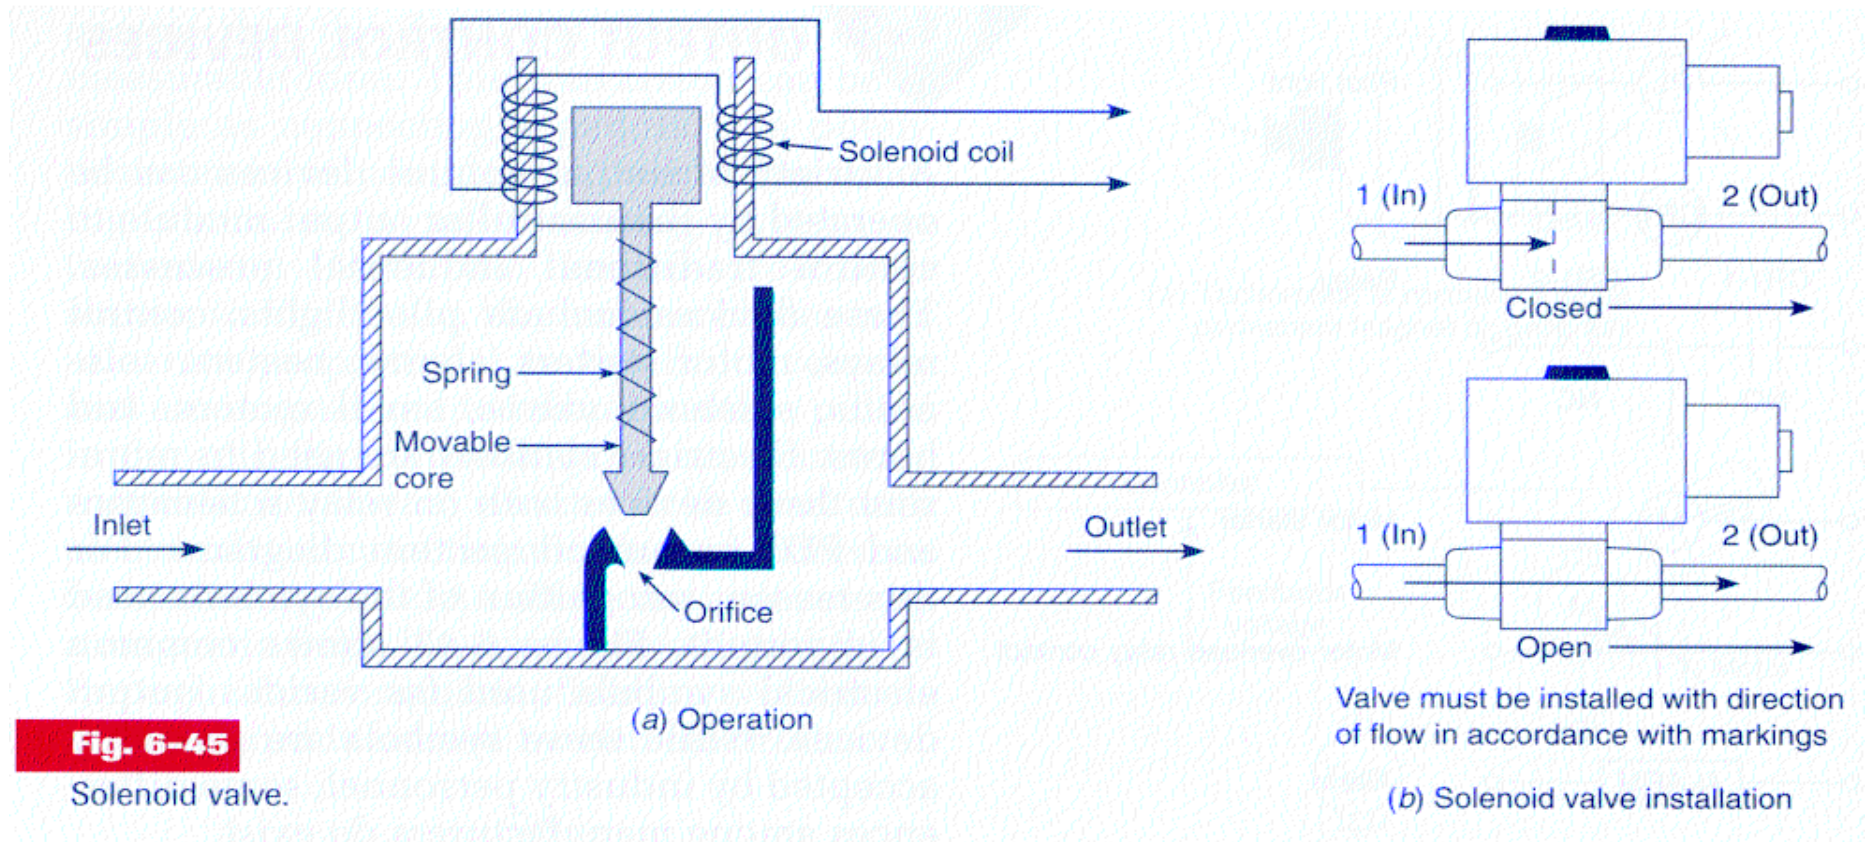 Solenoid coil
Spring
Movable
core
Inlet
Outlet
Orifice
(a) Operation
Fig. 6-45
Solenoid valve.
1 (In)
2 (Out)
Closed
1 (In)
2 (Out)
Open
Valve must be installed with direction
of flow in accordance with markings
(b) Solenoid valve installation